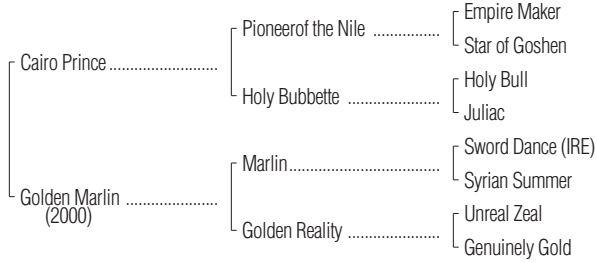 Empire Maker
Pioneerof the Nile ................
Star of Goshen
Cairo Prince ..........................
Holy Bull
Holy Bubbette ......................
Juliac
Sword Dance (IRE)
Marlin....................................
Syrian Summer
Golden Marlin ......................
(2000)
Unreal Zeal
Golden Reality ......................
Genuinely Gold